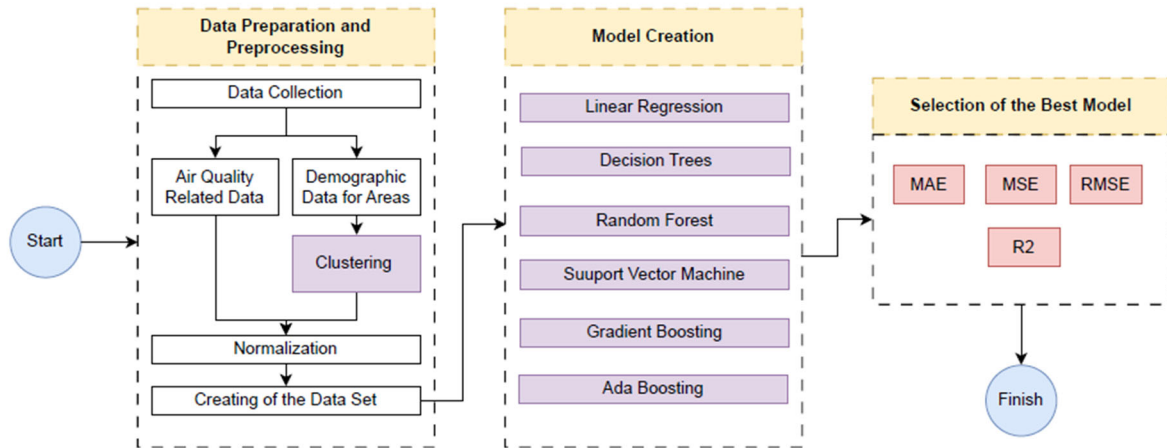 Start
Data Preparation and
Preprocessing
Data Collection
Air Quality
Related Data
Demographic
Data for Areas
Clustering
Normalization
Creating of the Data Set
Model Creation
Linear Regression
Decision Trees
Random Forest
Suuport Vector Machine
Gradient Boosting
Ada Boosting
Selection of the Best Model
MAE
MSE
RMSE
R2
Finish